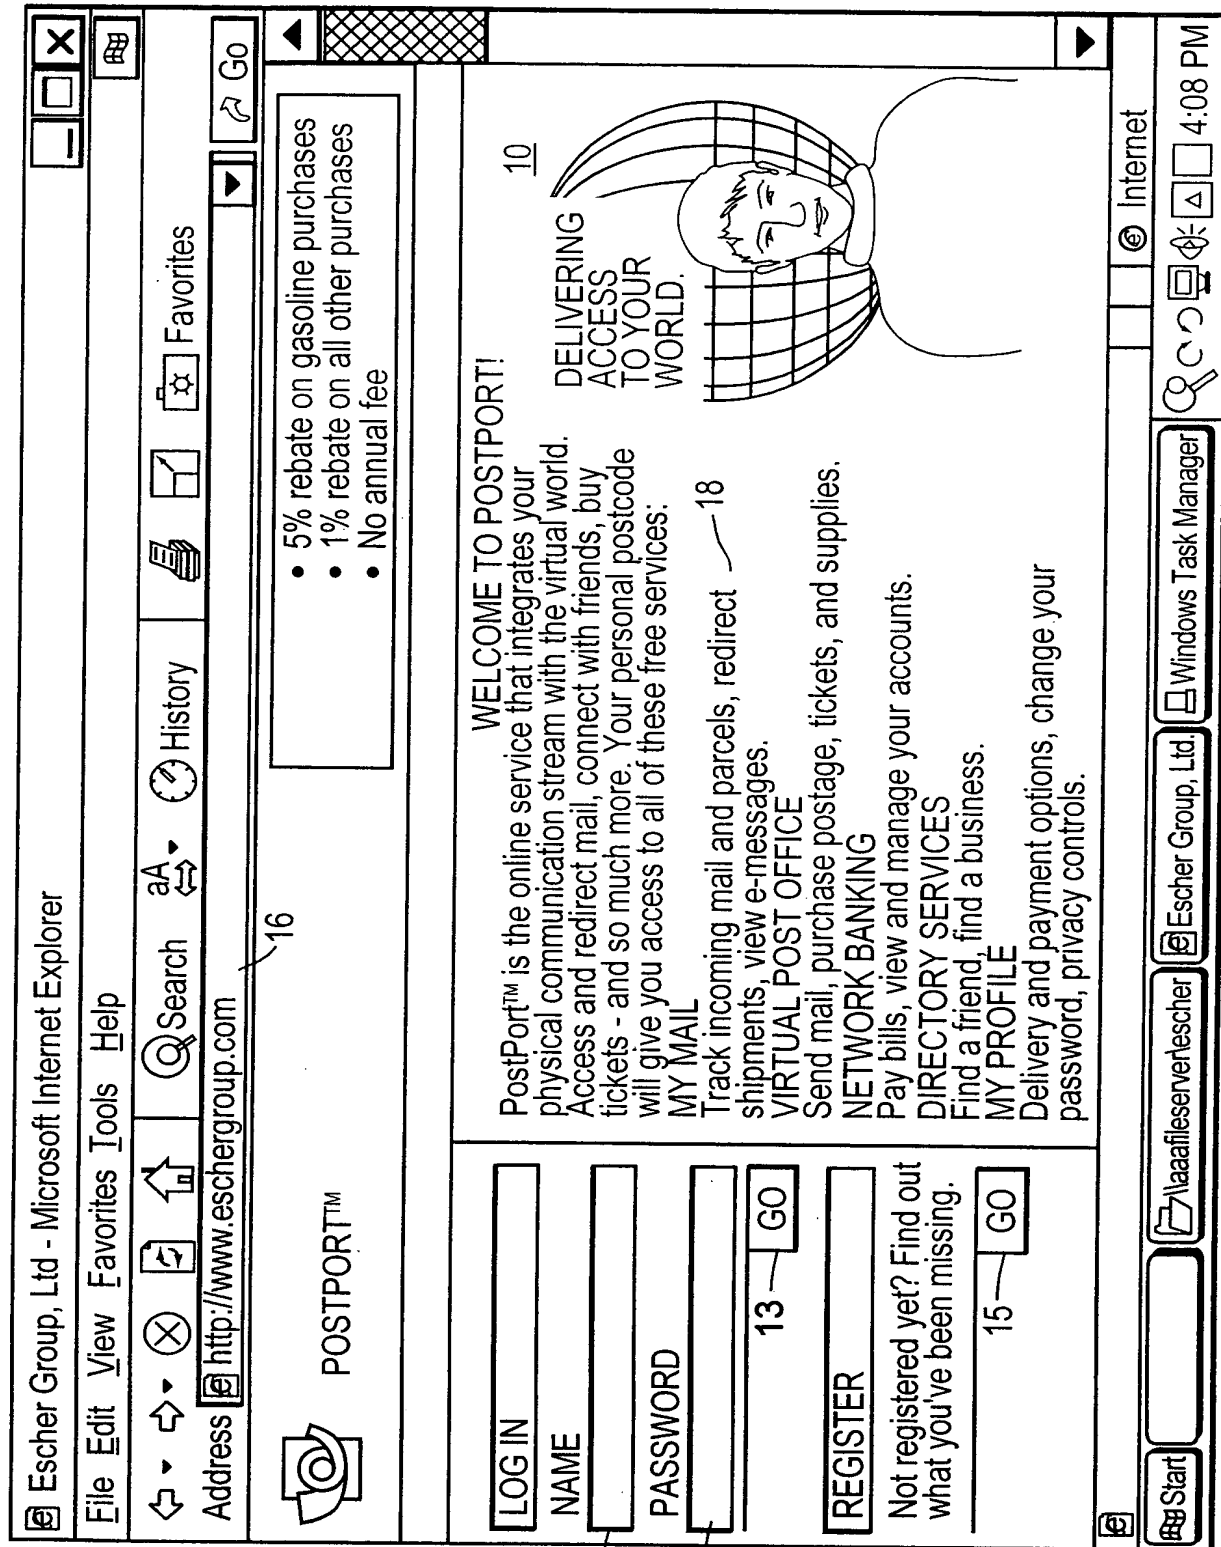 Escher Group, Ltd - Microsoft Internet Explorer
File Edit View Favorites Tools Help
Search aA History Favorites
Address http://www.eschergroup.com Go
16
POSTPORT™
• 5% rebate on gasoline purchases
• 1% rebate on all other purchases
• No annual fee
LOG IN
NAME
PASSWORD
13 GO
REGISTER
Not registered yet? Find out
what you've been missing.
15 GO
WELCOME TO POSTPORT!
PostPort™ is the online service that integrates your
physical communication stream with the virtual world.
Access and redirect mail, connect with friends, buy
tickets - and so much more. Your personal postcode
will give you access to all of these free services:
MY MAIL
Track incoming mail and parcels, redirect
18
shipments, view e-messages.
VIRTUAL POST OFFICE
Send mail, purchase postage, tickets, and supplies.
NETWORK BANKING
Pay bills, view and manage your accounts.
DIRECTORY SERVICES
Find a friend, find a business.
MY PROFILE
Delivery and payment options, change your
password, privacy controls.
10
DELIVERING
ACCESS
TO YOUR
WORLD.
Internet
Start \\aaafileserver\escher Escher Group, Ltd. Windows Task Manager 4:08 PM